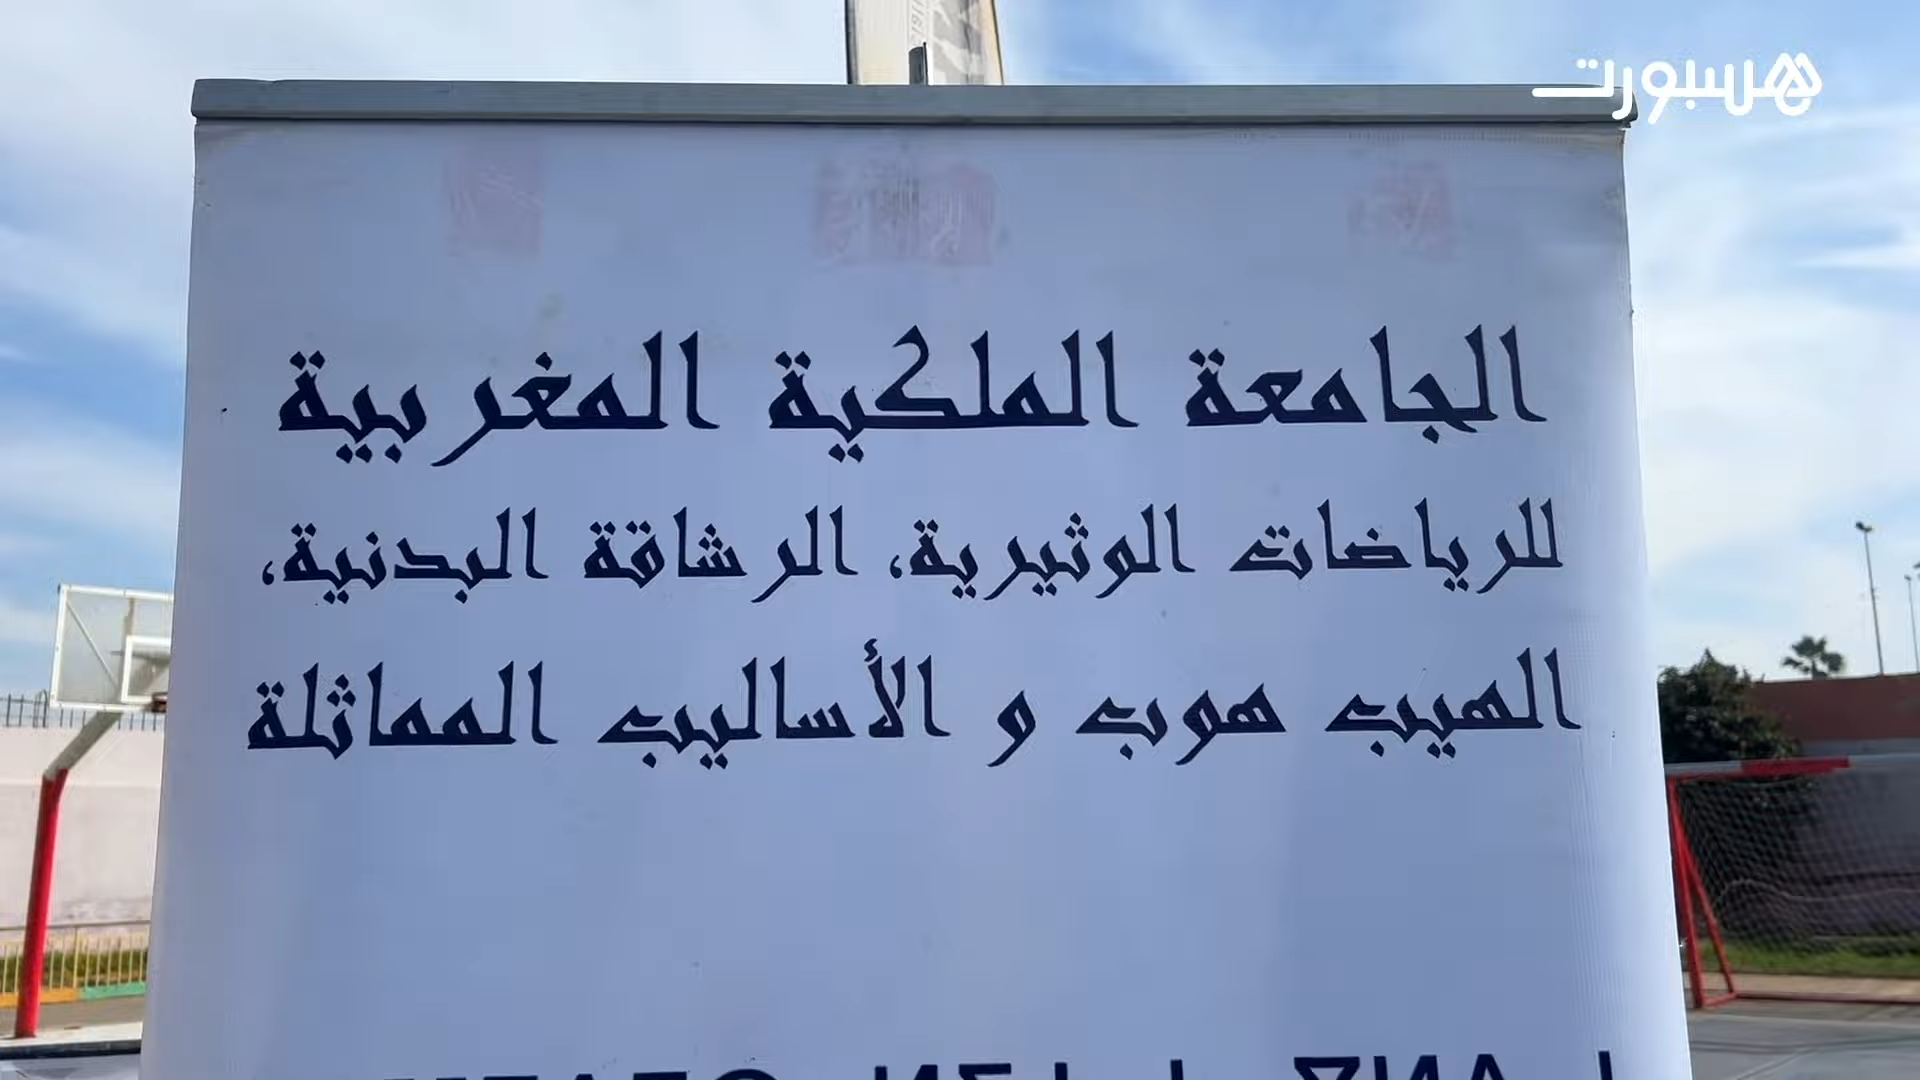 هسبورت
الجامعة الملكية المغربية
للرياضات الوثيرية، الرشاقة البدنية،
الهيب هوب و الأساليب المماثلة